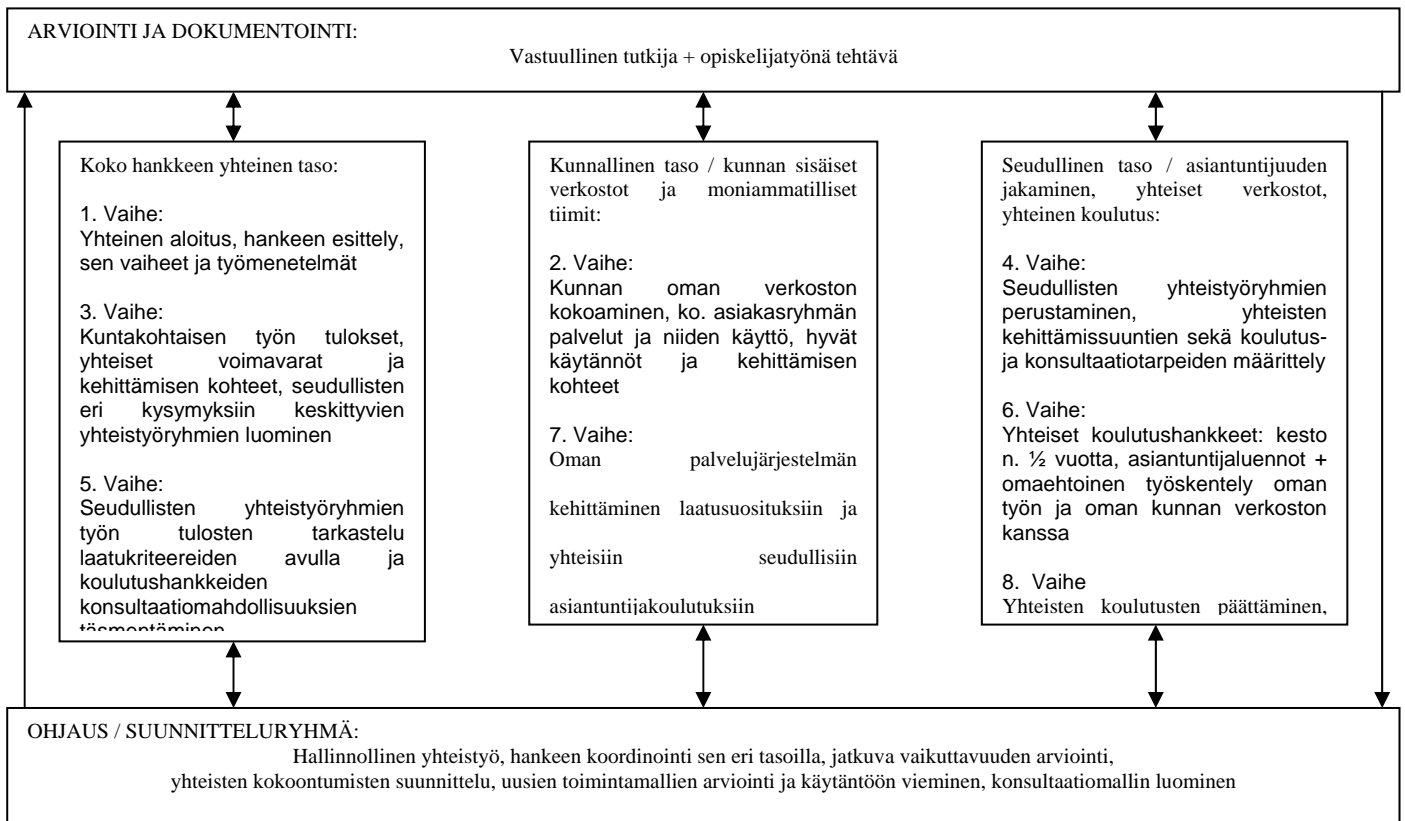 ARVIOINTI JA DOKUMENTOINTI:
Vastuullinen tutkija + opiskelijatyönä tehtävä
Koko hankkeen yhteinen taso:
1. Vaihe:
Yhteinen aloitus, hankeen esittely,
sen vaiheet ja työmenetelmät
3. Vaihe:
Kuntakohtaisen työn tulokset,
yhteiset voimavarat ja
kehittämisen kohteet, seudullisten
eri kysymyksiin keskittyvien
yhteistyöryhmien luominen
5. Vaihe:
Seudullisten yhteistyöryhmien
työn tulosten tarkastelu
laatukriteereiden avulla ja
koulutushankkeiden
konsultaatiomahdollisuuksien
täsmentäminen
Kunnallinen taso / kunnan sisäiset
verkostot ja moniammatilliset
tiimit:
2. Vaihe:
Kunnan oman verkoston
kokoaminen, ko. asiakasryhmän
palvelut ja niiden käyttö, hyvät
käytännöt ja kehittämisen
kohteet
7. Vaihe:
Oman palvelujärjestelmän
kehittäminen laatusuosituksiin ja
yhteisiin seudullisiin
asiantuntijakoulutuksiin
Seudullinen taso / asiantuntijuuden
jakaminen, yhteiset verkostot,
yhteinen koulutus:
4. Vaihe:
Seudullisten yhteistyöryhmien
perustaminen, yhteisten
kehittämissuuntien sekä koulutus-
ja konsultaatiotarpeiden määrittely
6. Vaihe:
Yhteiset koulutushankkeet: kesto
n. ½ vuotta, asiantuntijaluennot +
omaehtoinen työskentely oman
työn ja oman kunnan verkoston
kanssa
8. Vaihe
Yhteisten koulutusten päättäminen,
OHJAUS / SUUNNITTELURYHMÄ:
Hallinnollinen yhteistyö, hankeen koordinointi sen eri tasoilla, jatkuva vaikuttavuuden arviointi,
yhteisten kokoontumisten suunnittelu, uusien toimintamallien arviointi ja käytäntöön vieminen, konsultaatiomallin luominen